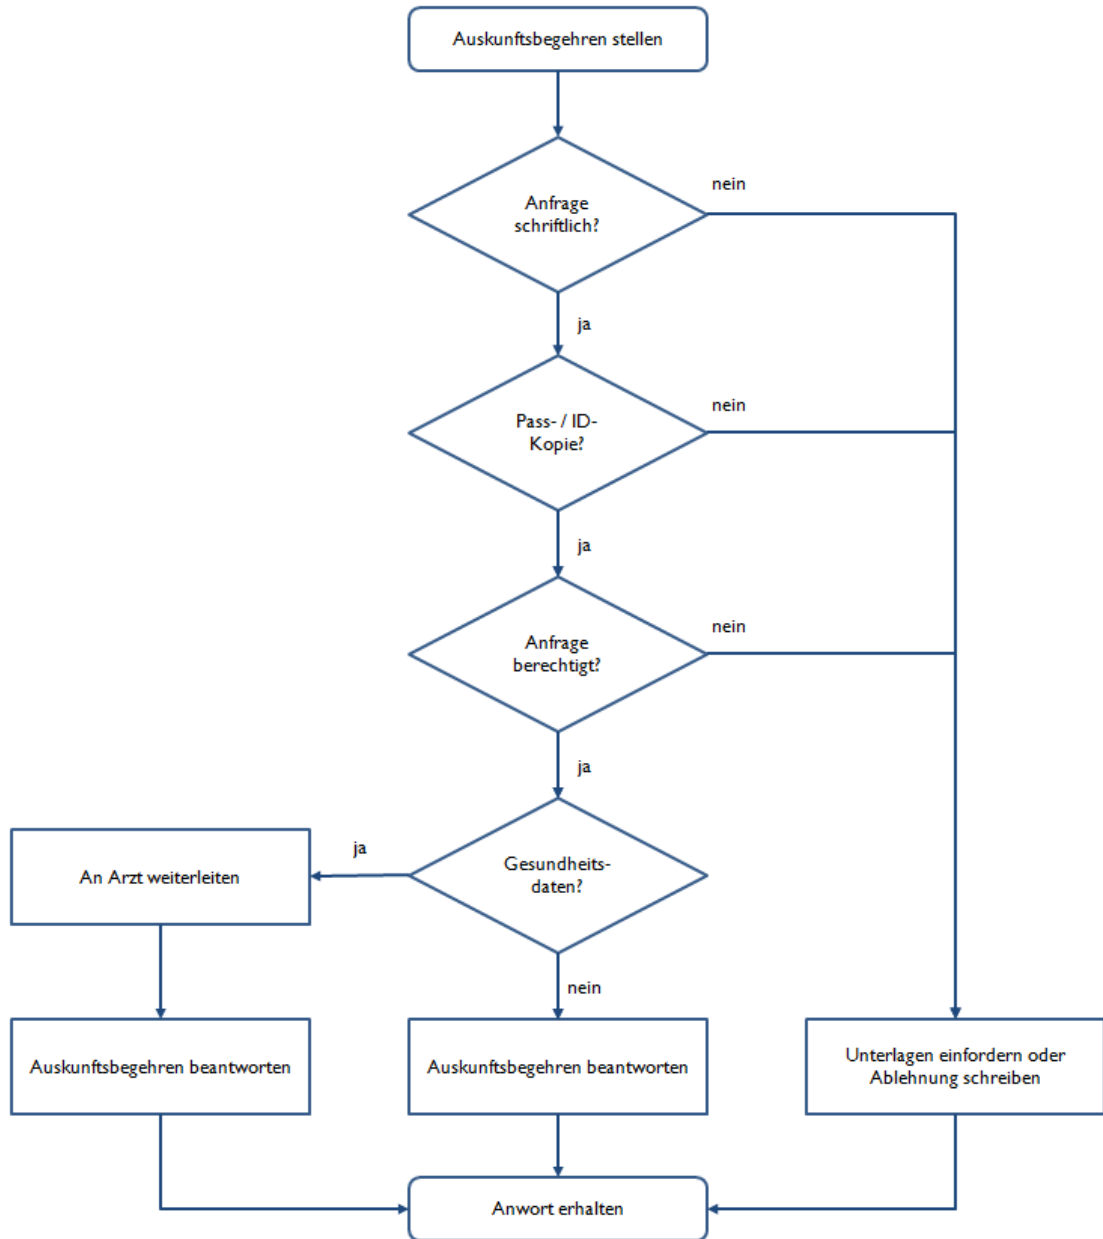 Auskunftsbegehren stellen
nein
Anfrage
schriftlich?
ja
nein
Pass- / ID-
Kopie?
ja
nein
Anfrage
berechtigt?
ja
ja
Gesundheits-
daten?
An Arzt weiterleiten
nein
Auskunftsbegehren beantworten
Auskunftsbegehren beantworten
Unterlagen einfordern oder
Ablehnung schreiben
Anwort erhalten